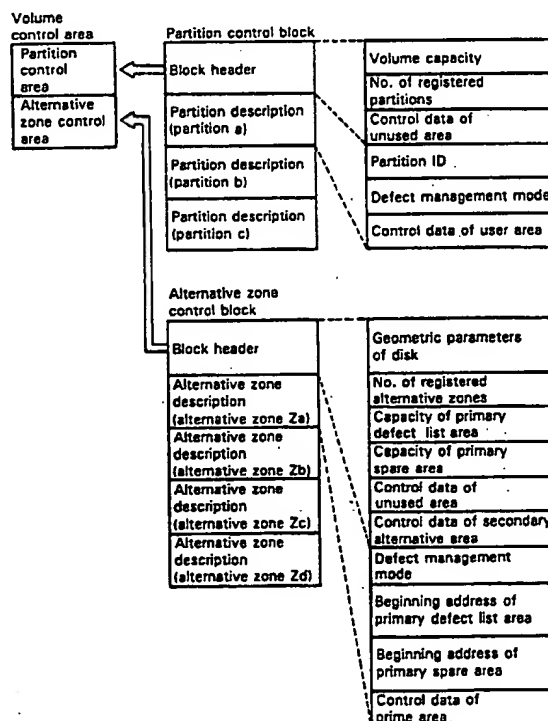 Volume
control area
Partition
control
area
Alternative
zone control
area
Partition control block
Block header
Partition description
(partition a)
Partition description
(partition b)
Partition description
(partition c)
Volume capacity
No. of registered
partitions
Control data of
unused area
Partition ID
Defect management mode
Control data of user area
Alternative zone
control block
Block header
Alternative zone
description
(alternative zone Za)
Alternative zone
description
(alternative zone Zb)
Alternative zone
description
(alternative zone Zc)
Alternative zone
description
(alternative zone Zd)
Geometric parameters
of disk
No. of registered
alternative zones
Capacity of primary
defect list area
Capacity of primary
spare area
Control data of
unused area
Control data of secondary
alternative area
Defect management
mode
Beginning address of
primary defect list area
Beginning address of
primary spare area
Control data of
prime area